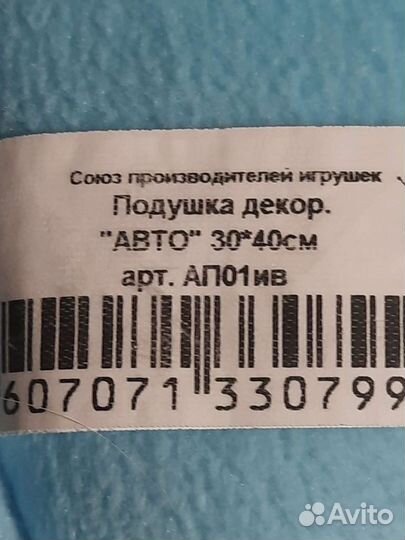 Союз производителей игрушек
Подушка декор.
"АВТО" 30*40см
арт. АП01ив
607071 330799
Avito